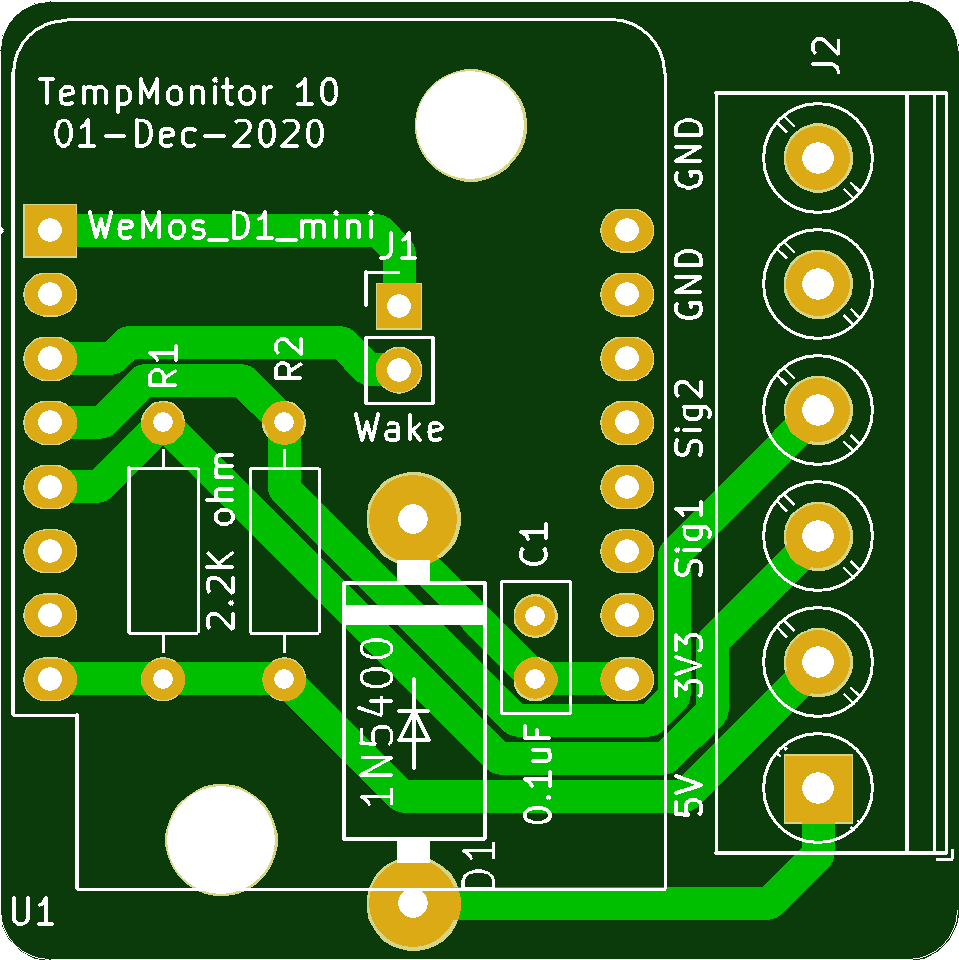 TempMonitor 10
01-Dec-2020
J2
GND
WeMos_D1_mini
J1
GND
R1
R2
Wake
Sig2
2.2K ohm
C1
Sig1
1N5400
3V3
0.1uF
5V
D1
U1